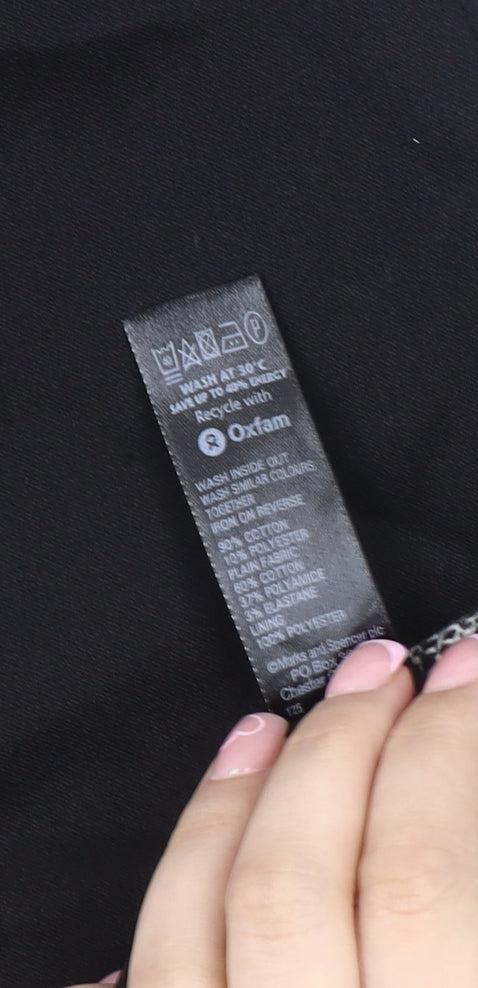 P
WASH AT 30°C
SAVE UP TO 40% ENERGY
Recycle with
Oxfam
WASH INSIDE OUT
WASH SIMILAR COLOURS
TOGETHER
IRON ON REVERSE
90% COTTON
10% POLYESTER
PLAIN FABRIC
60% COTTON
37% POLYAMIDE
3% ELASTANE
LINING
100% POLYESTER
©Marks and Spencer plc
PO Box
Chester
125